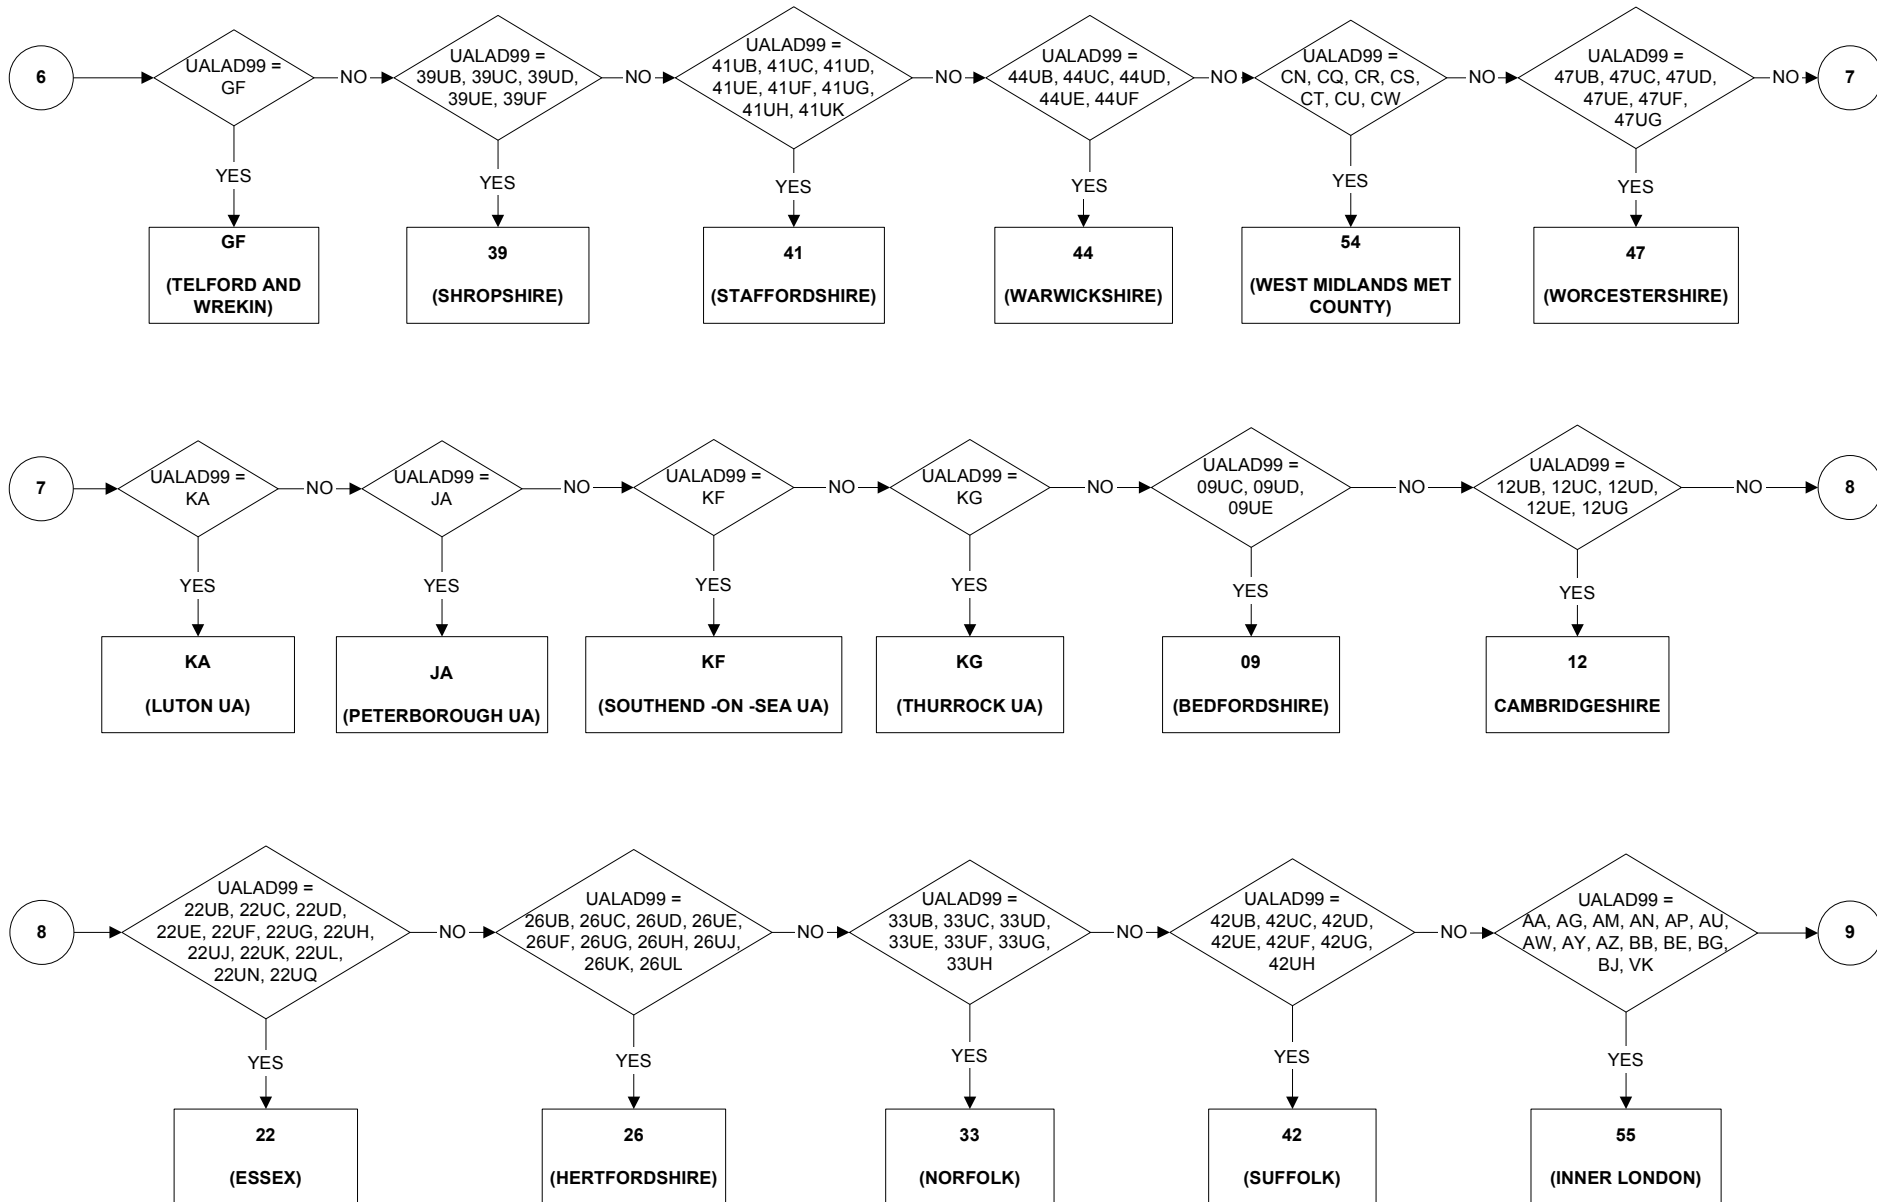 6
UALAD99 =
GF
NO
UALAD99 =
39UB, 39UC, 39UD,
39UE, 39UF
NO
UALAD99 =
41UB, 41UC, 41UD,
41UE, 41UF, 41UG,
41UH, 41UK
NO
UALAD99 =
44UB, 44UC, 44UD,
44UE, 44UF
NO
UALAD99 =
CN, CQ, CR, CS,
CT, CU, CW
NO
UALAD99 =
47UB, 47UC, 47UD,
47UE, 47UF,
47UG
NO
7
YES
YES
YES
YES
YES
YES
GF
(TELFORD AND
WREKIN)
39
(SHROPSHIRE)
41
(STAFFORDSHIRE)
44
(WARWICKSHIRE)
54
(WEST MIDLANDS MET
COUNTY)
47
(WORCESTERSHIRE)
7
UALAD99 =
KA
NO
UALAD99 =
JA
NO
UALAD99 =
KF
NO
UALAD99 =
KG
NO
UALAD99 =
09UC, 09UD,
09UE
NO
UALAD99 =
12UB, 12UC, 12UD,
12UE, 12UG
NO
8
YES
YES
YES
YES
YES
YES
KA
(LUTON UA)
JA
(PETERBOROUGH UA)
KF
(SOUTHEND -ON -SEA UA)
KG
(THURROCK UA)
09
(BEDFORDSHIRE)
12
CAMBRIDGESHIRE
8
UALAD99 =
22UB, 22UC, 22UD,
22UE, 22UF, 22UG, 22UH,
22UJ, 22UK, 22UL,
22UN, 22UQ
NO
UALAD99 =
26UB, 26UC, 26UD, 26UE,
26UF, 26UG, 26UH, 26UJ,
26UK, 26UL
NO
UALAD99 =
33UB, 33UC, 33UD,
33UE, 33UF, 33UG,
33UH
NO
UALAD99 =
42UB, 42UC, 42UD,
42UE, 42UF, 42UG,
42UH
NO
UALAD99 =
AA, AG, AM, AN, AP, AU,
AW, AY, AZ, BB, BE, BG,
BJ, VK
9
YES
YES
YES
YES
YES
22
(ESSEX)
26
(HERTFORDSHIRE)
33
(NORFOLK)
42
(SUFFOLK)
55
(INNER LONDON)